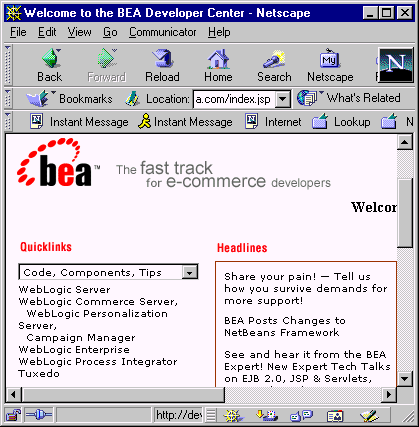 Welcome to the BEA Developer Center - Netscape
File Edit View Go Communicator Help
Back Forward Reload Home Search Netscape
Bookmarks Location: a.com/index.jsp What's Related
Instant Message Instant Message Internet Lookup N
bea™ The fast track
for e-commerce developers
Welcor
Quicklinks
Code, Components, Tips
WebLogic Server
WebLogic Commerce Server,
WebLogic Personalization
Server,
Campaign Manager
WebLogic Enterprise
WebLogic Process Integrator
Tuxedo
Headlines
Share your pain! — Tell us
how you survive demands for
more support!
BEA Posts Changes to
NetBeans Framework
See and hear it from the BEA
Expert! New Expert Tech Talks
on EJB 2.0, JSP & Servlets,
http://dev